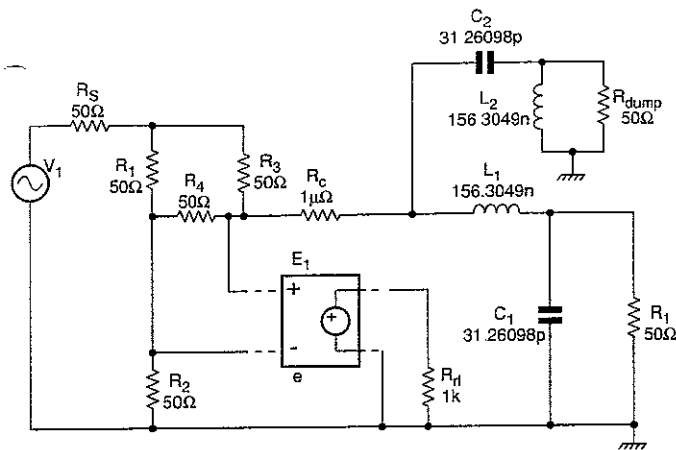 C2
31 26098p
RS
50Ω
L2
156 3049n
Rdump
50Ω
V1
R1
50Ω
R4
50Ω
R3
50Ω
Rc
1μΩ
L1
156.3049n
E1
+
+
-
e
C1
31.26098p
R1
50Ω
R2
50Ω
Rrl
1k